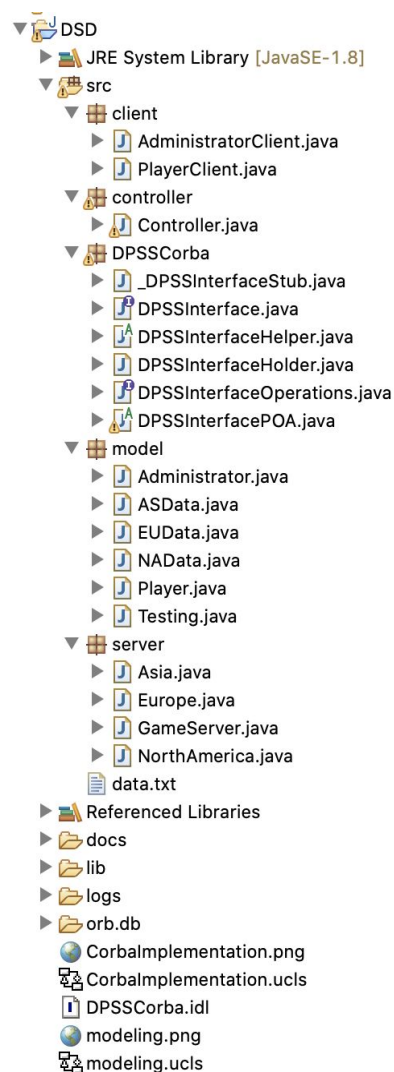 DSD
JRE System Library [JavaSE-1.8]
src
client
AdministratorClient.java
PlayerClient.java
controller
Controller.java
DPSSCorba
_DPSSInterfaceStub.java
DPSSInterface.java
DPSSInterfaceHelper.java
DPSSInterfaceHolder.java
DPSSInterfaceOperations.java
DPSSInterfacePOA.java
model
Administrator.java
ASData.java
EUData.java
NAData.java
Player.java
Testing.java
server
Asia.java
Europe.java
GameServer.java
NorthAmerica.java
data.txt
Referenced Libraries
docs
lib
logs
orb.db
CorbaImplementation.png
CorbaImplementation.ucls
DPSSCorba.idl
modeling.png
modeling.ucls